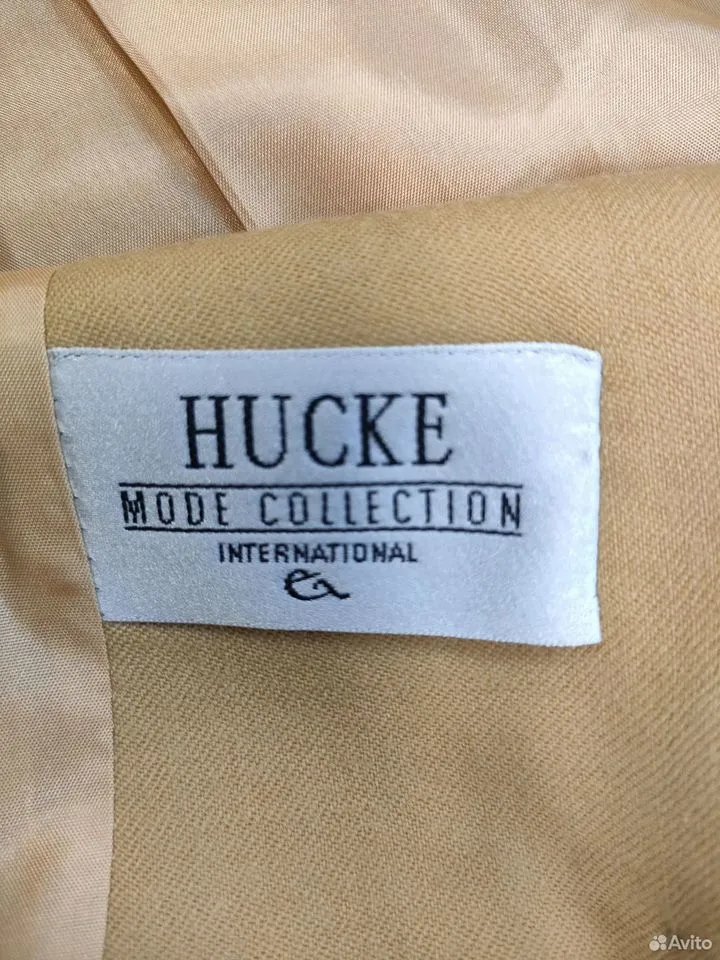 HUCKE
MODE COLLECTION
INTERNATIONAL
Avito